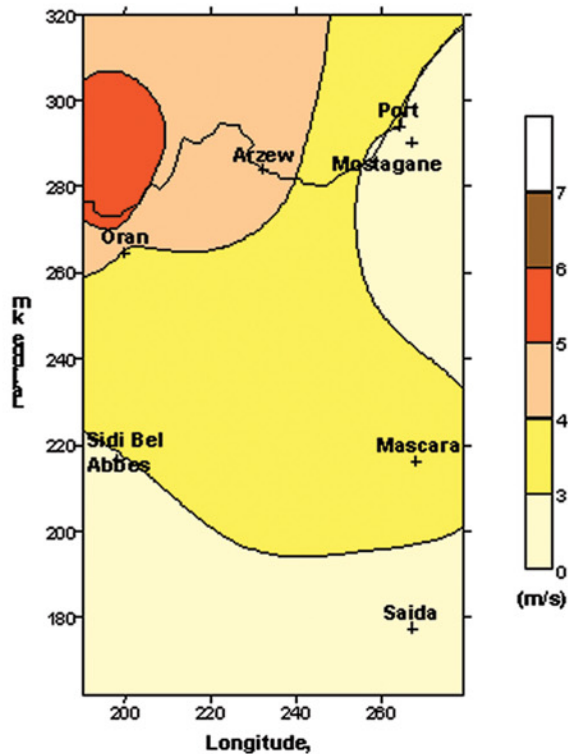 320
300
280
260
240
220
200
180
200
220
240
260
Longitude,
Port
Arzew
Mostagane
Oran
Sidi Bel
Abbes
Mascara
Saida
7
6
5
4
3
0
(m/s)